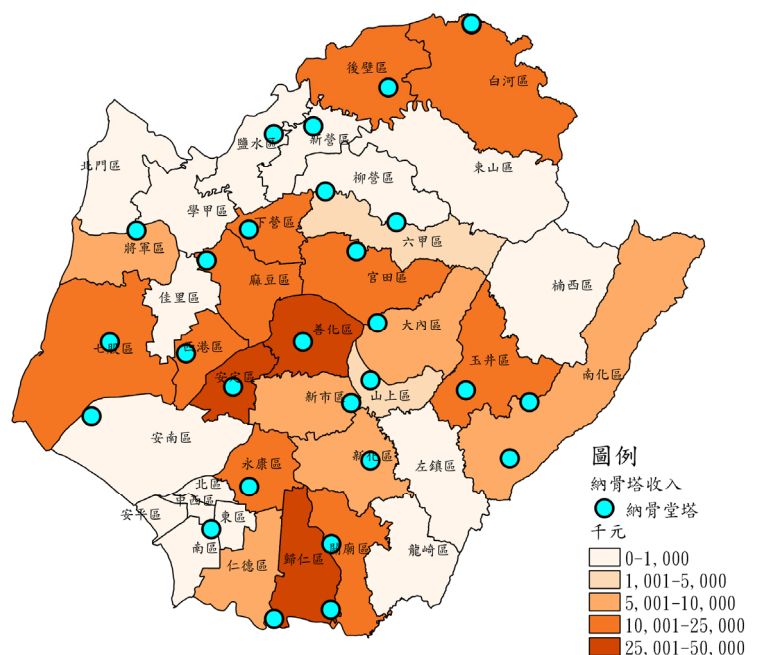 後壁區
白河區
鹽水區
新營區
北門區
東山區
柳營區
學甲區
下營區
六甲區
將軍區
麻豆區
官田區
楠西區
佳里區
善化區
大內區
七股區
西港區
玉井區
南化區
安定區
新市區
山上區
安南區
新化區
左鎮區
永康區
北區
中西區
安平區
東區
南區
仁德區
歸仁區
關廟區
龍崎區
圖例
納骨塔收入
納骨堂塔
千元
0-1,000
1,001-5,000
5,001-10,000
10,001-25,000
25,001-50,000